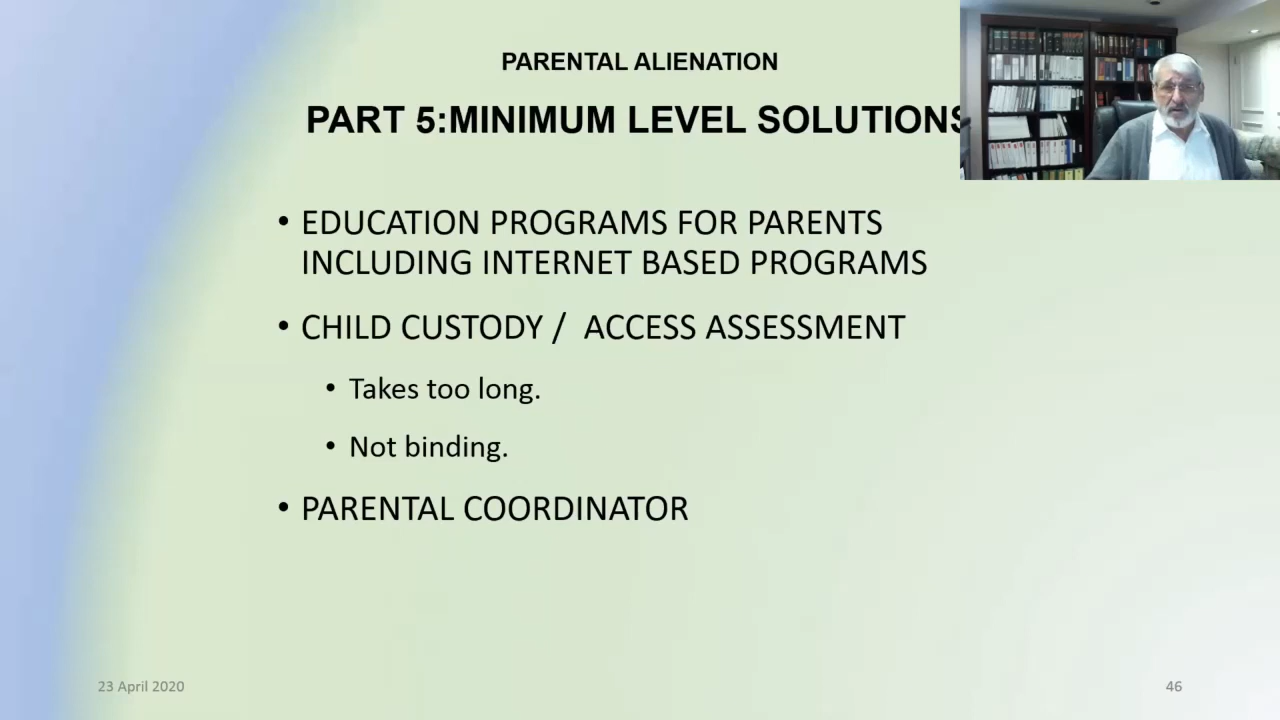 PARENTAL ALIENATION
PART 5:MINIMUM LEVEL SOLUTIONS
• EDUCATION PROGRAMS FOR PARENTS
INCLUDING INTERNET BASED PROGRAMS
• CHILD CUSTODY / ACCESS ASSESSMENT
• Takes too long.
• Not binding.
• PARENTAL COORDINATOR
23 April 2020
46